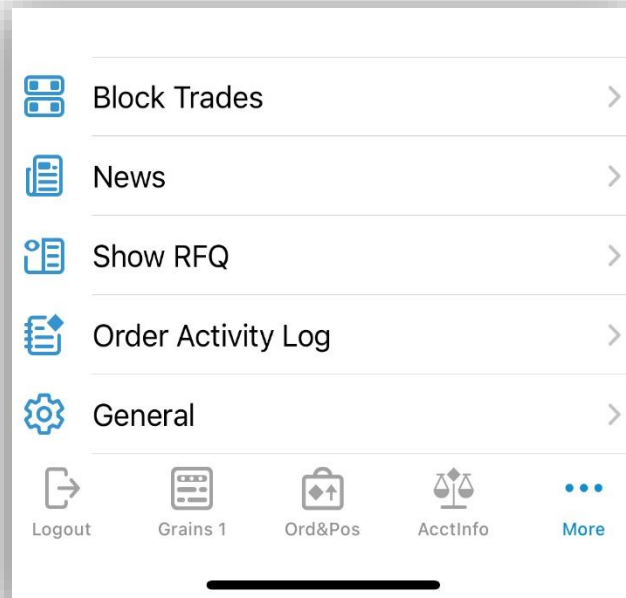 Block Trades
News
Show RFQ
Order Activity Log
General
Logout
Grains 1
Ord&Pos
AcctInfo
More